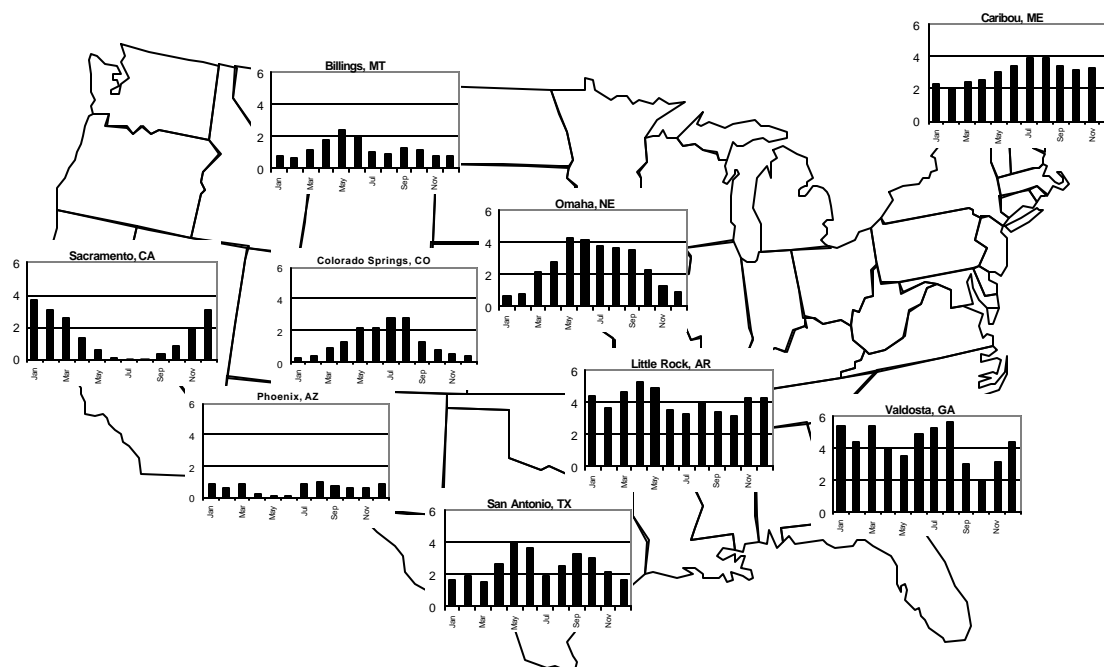 Caribou, ME
6
4
2
0
Jan
Mar
May
Jul
Sep
Nov
Billings, MT
6
4
2
0
Jan
Mar
May
Jul
Sep
Nov
Omaha, NE
6
4
2
0
Jan
Mar
May
Jul
Sep
Nov
Sacramento, CA
6
4
2
0
Jan
Mar
May
Jul
Sep
Nov
Colorado Springs, CO
6
4
2
0
Jan
Mar
May
Jul
Sep
Nov
Little Rock, AR
6
4
2
0
Jan
Mar
May
Jul
Sep
Nov
Phoenix, AZ
6
4
2
0
Jan
Mar
May
Jul
Sep
Nov
Valdosta, GA
6
4
2
0
Jan
Mar
May
Jul
Sep
Nov
San Antonio, TX
6
4
2
0
Jan
Mar
May
Jul
Sep
Nov